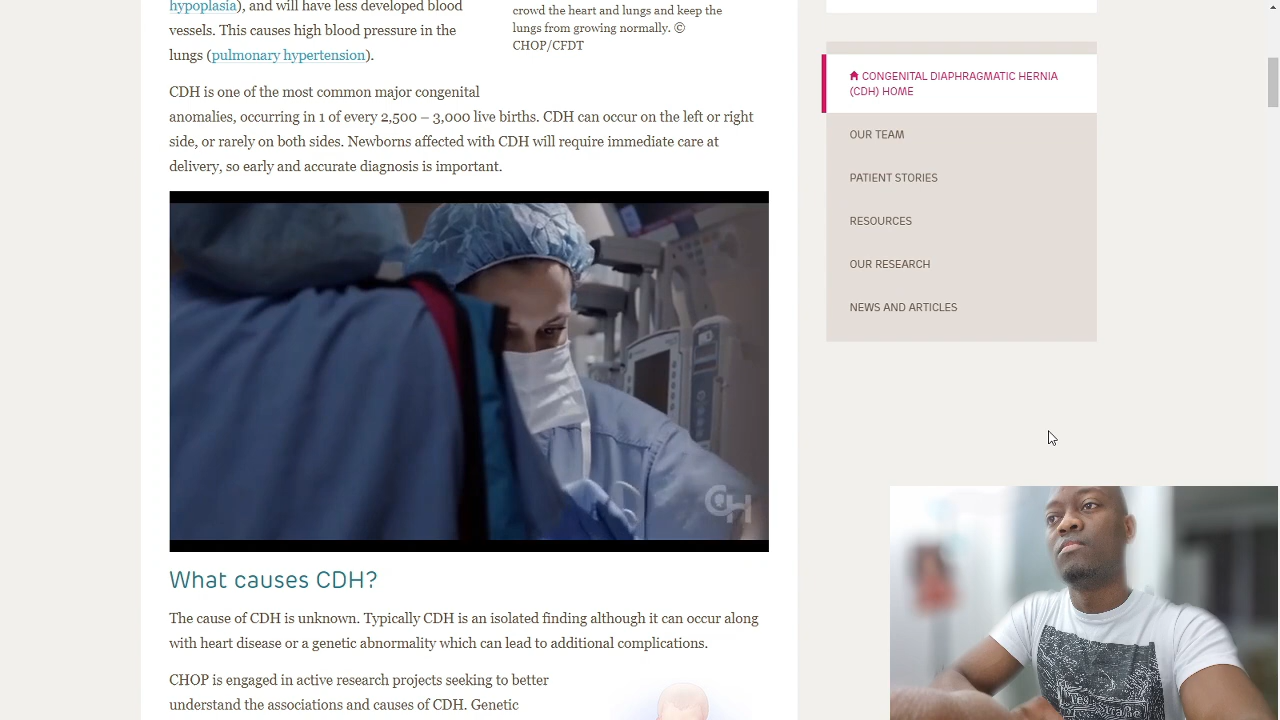 hypoplasia), and will have less developed blood
vessels. This causes high blood pressure in the
lungs (pulmonary hypertension).
crowd the heart and lungs and keep the
lungs from growing normally. ©
CHOP/CFDT
CDH is one of the most common major congenital
anomalies, occurring in 1 of every 2,500 – 3,000 live births. CDH can occur on the left or right
side, or rarely on both sides. Newborns affected with CDH will require immediate care at
delivery, so early and accurate diagnosis is important.
What causes CDH?
The cause of CDH is unknown. Typically CDH is an isolated finding although it can occur along
with heart disease or a genetic abnormality which can lead to additional complications.
CHOP is engaged in active research projects seeking to better
understand the associations and causes of CDH. Genetic
CONGENITAL DIAPHRAGMATIC HERNIA
(CDH) HOME
OUR TEAM
PATIENT STORIES
RESOURCES
OUR RESEARCH
NEWS AND ARTICLES